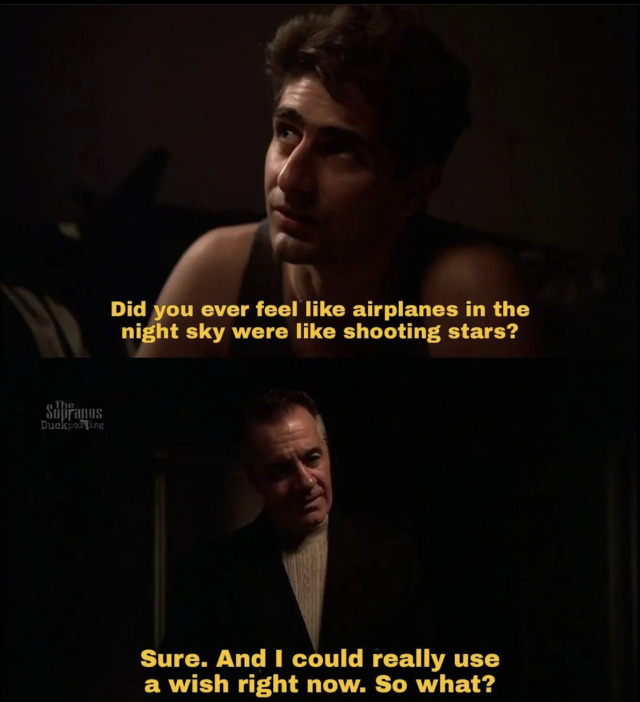 Did you ever feel like airplanes in the
night sky were like shooting stars?
The
Sopranos
Duckposting
Sure. And I could really use
a wish right now. So what?